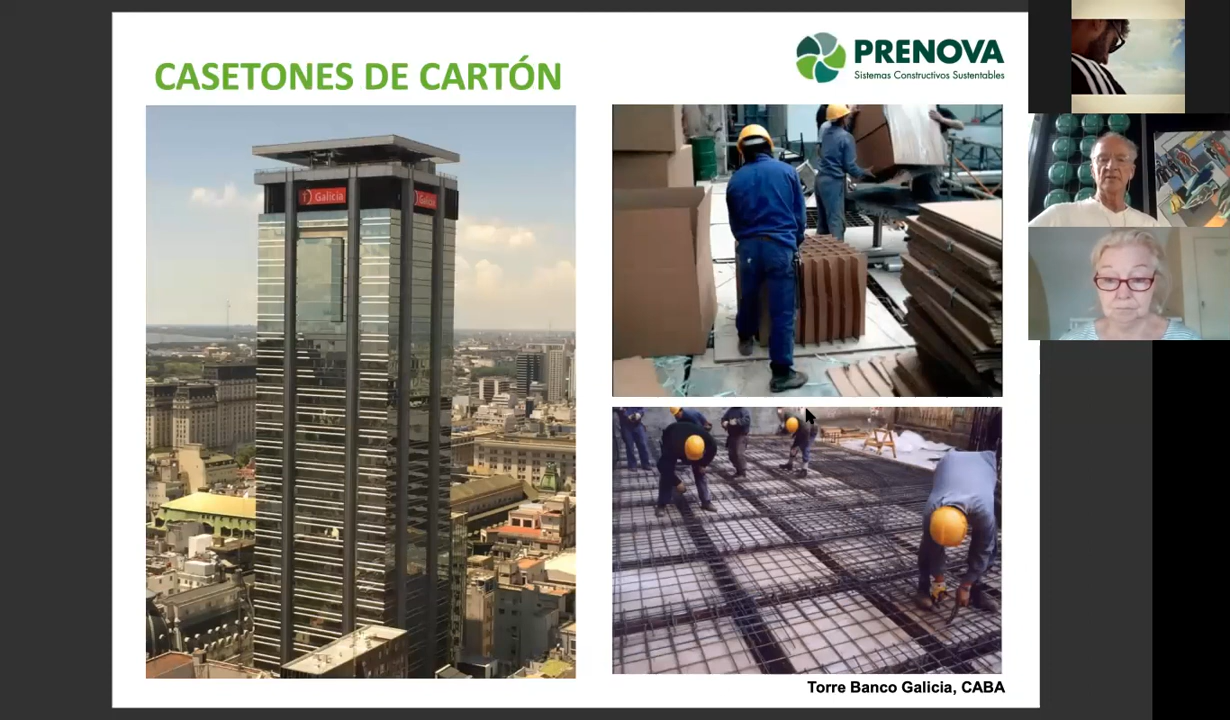 CASETONES DE CARTÓN
PRENOVA
Sistemas Constructivos Sustentables
Galicia
Galicia
Torre Banco Galicia, CABA